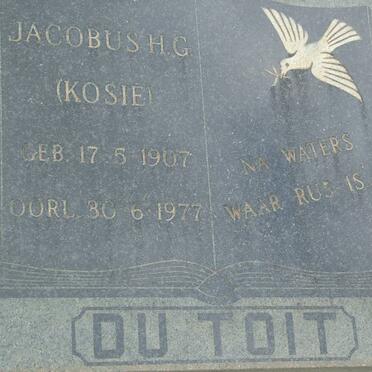 JACOBUS H.G.
(KOSIE)
GEB. 17-5-1907
OORL. 30-6-1977
NA WATERS
WAAR RUS IS
DU TOIT